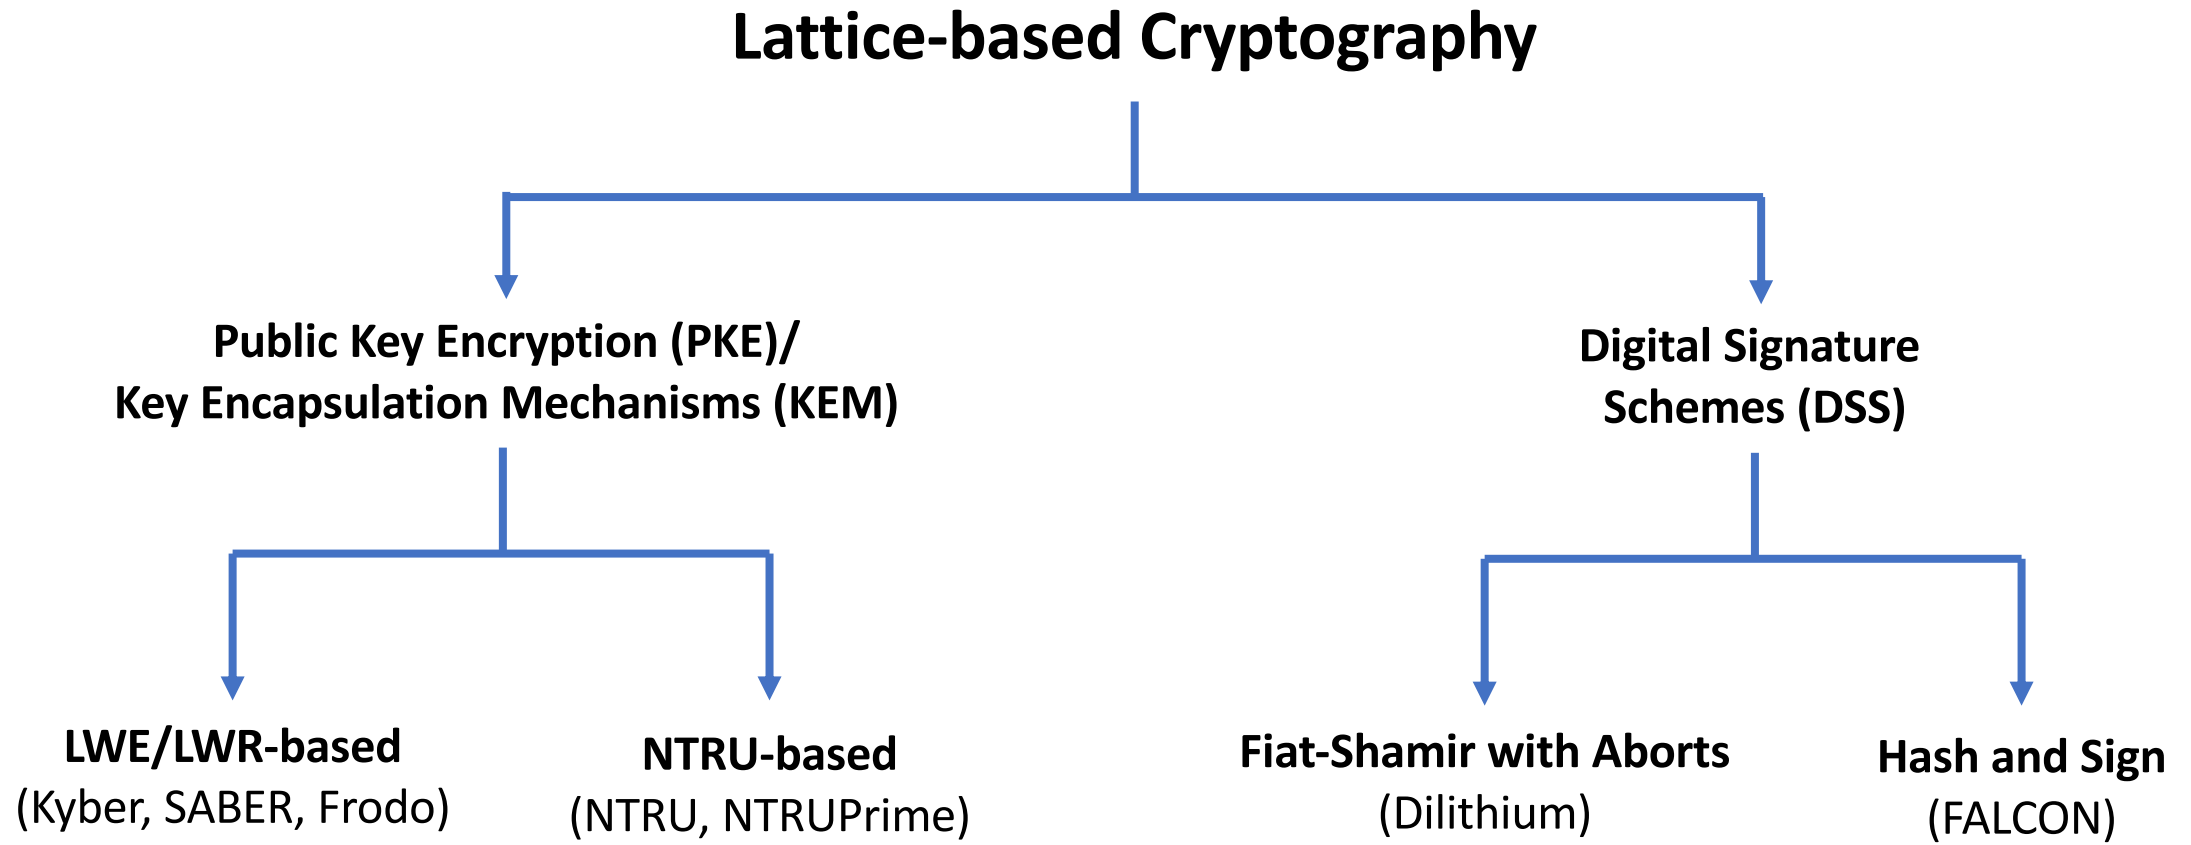 Lattice-based Cryptography
Public Key Encryption (PKE)/
Key Encapsulation Mechanisms (KEM)
Digital Signature
Schemes (DSS)
LWE/LWR-based
(Kyber, SABER, Frodo)
NTRU-based
(NTRU, NTRUPrime)
Fiat-Shamir with Aborts
(Dilithium)
Hash and Sign
(FALCON)